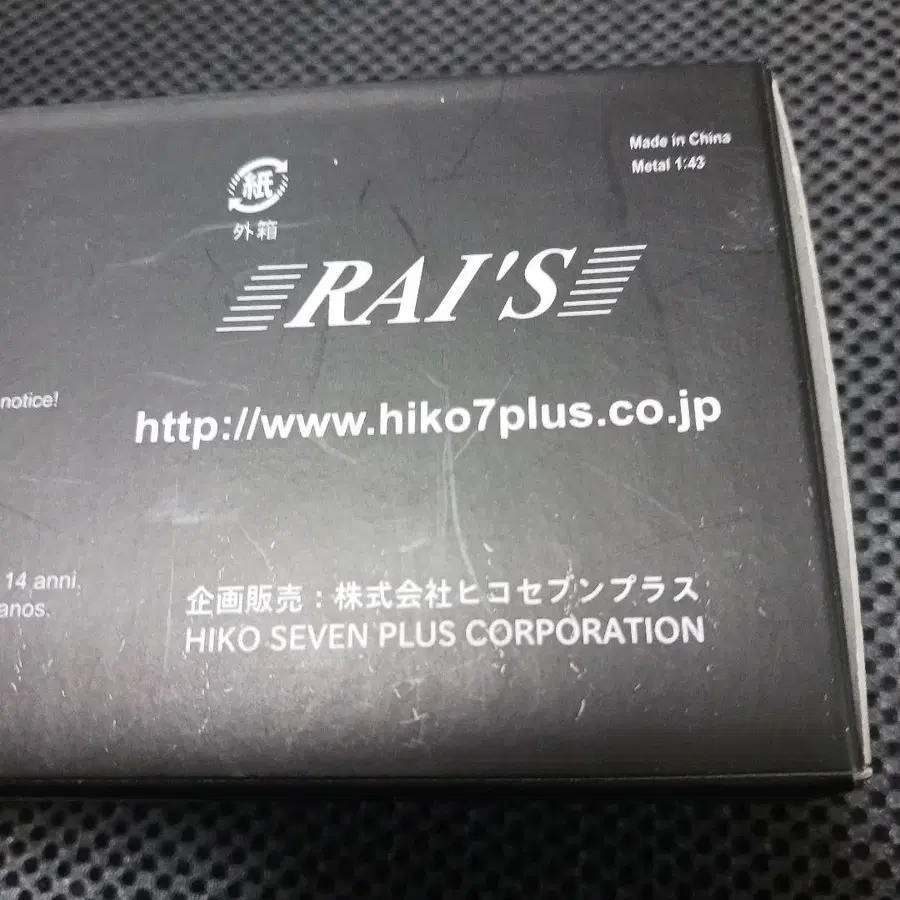 Made in China
Metal 1:43
紙
外箱
RAI'S
notice!
http://www.hiko7plus.co.jp
14 anni.
anos.
企画販売：株式会社ヒコセブンプラス
HIKO SEVEN PLUS CORPORATION